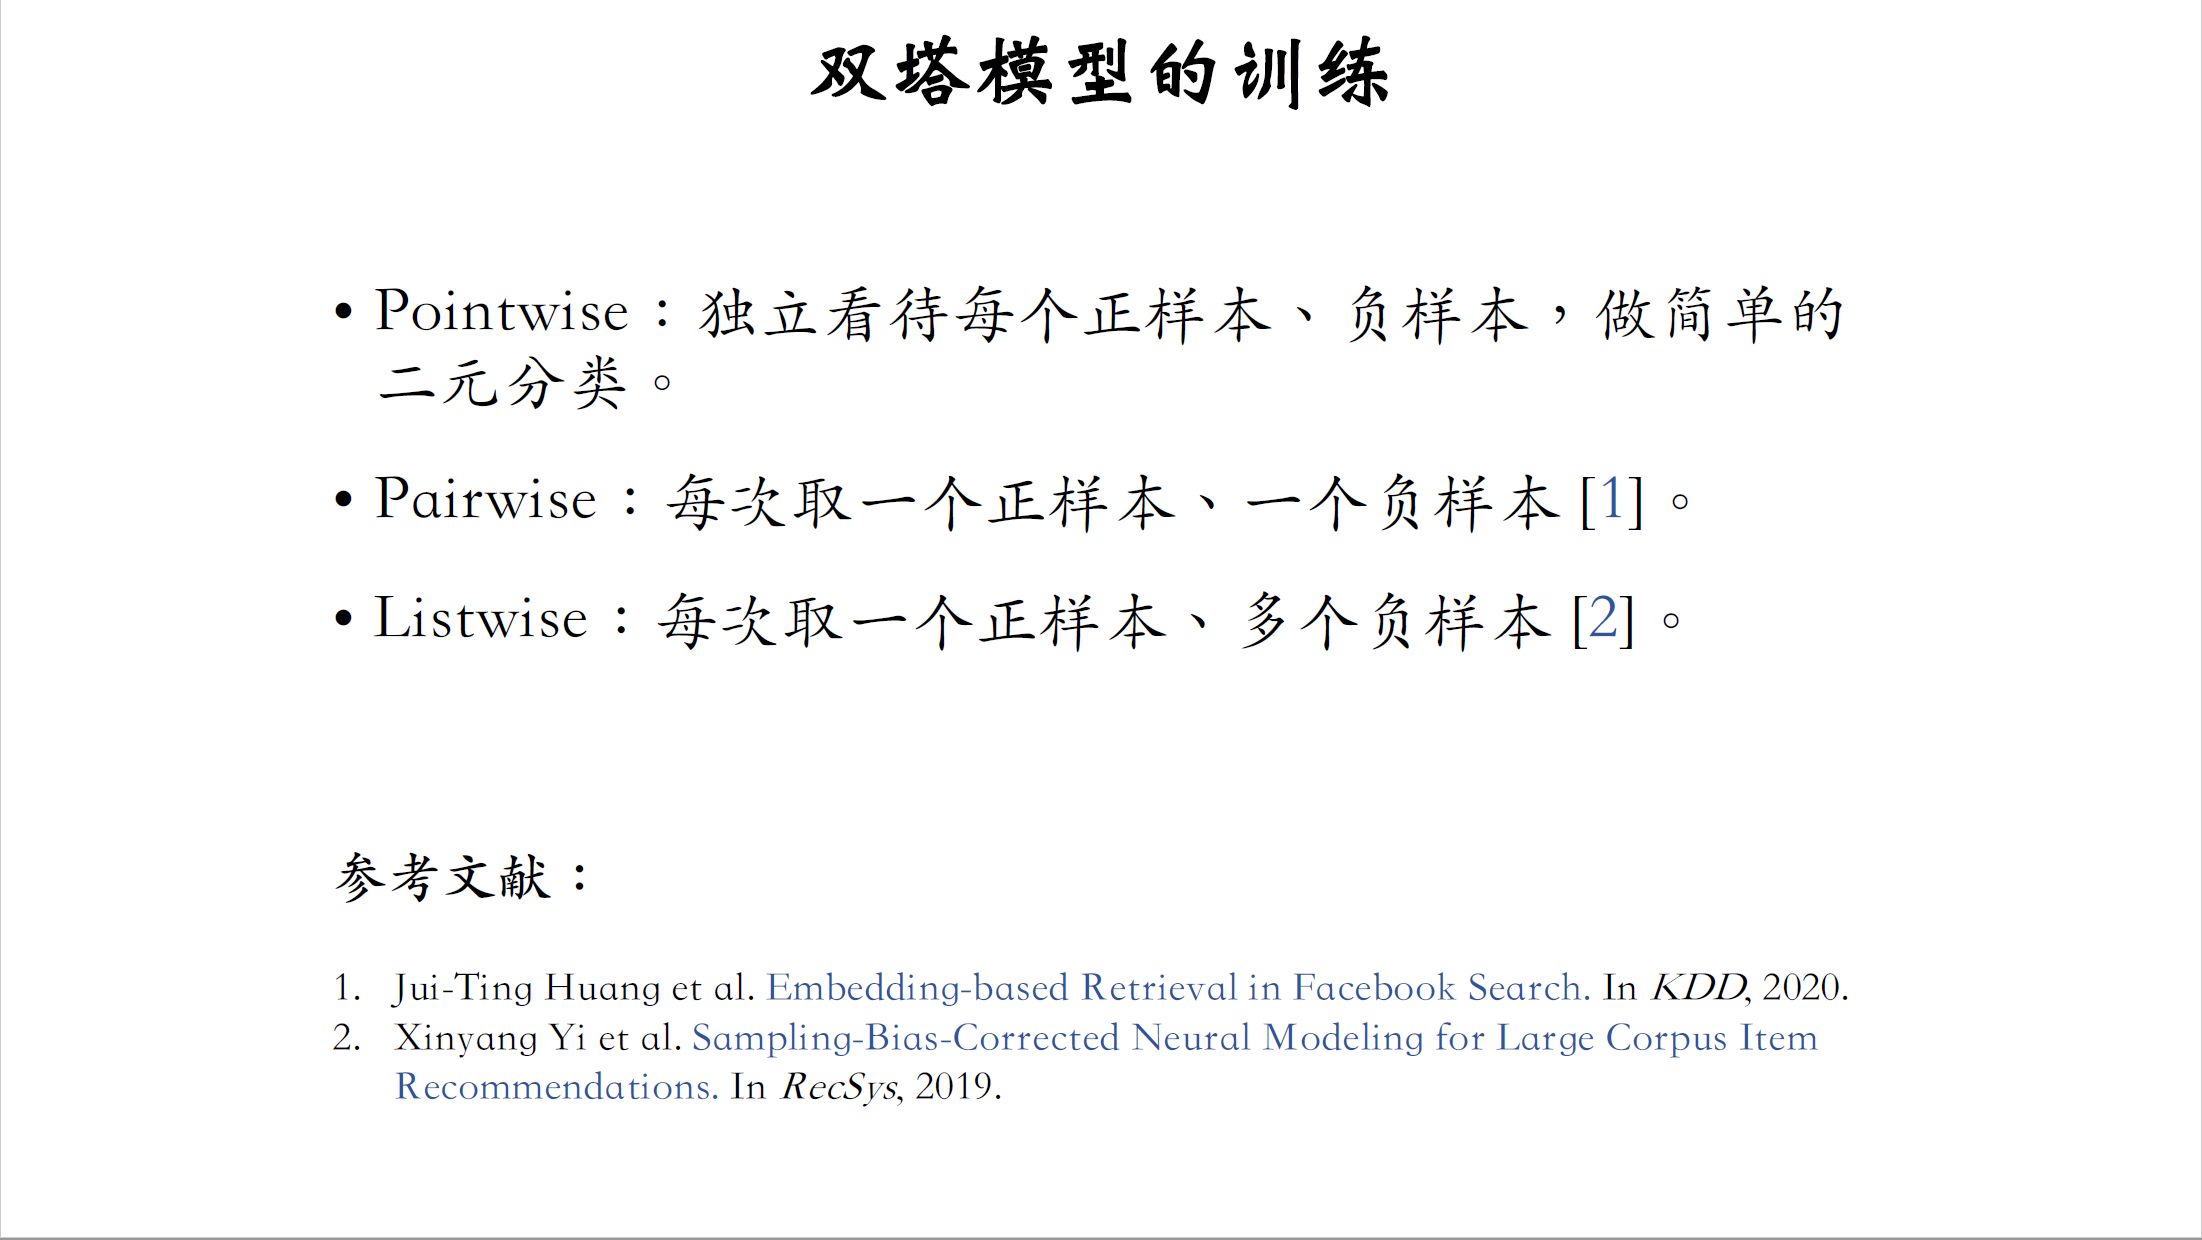 双塔模型的训练
• Pointwise：独立看待每个正样本、负样本，做简单的
二元分类。
• Pairwise：每次取一个正样本、一个负样本[1]。
• Listwise：每次取一个正样本、多个负样本[2]。
参考文献：
1. Jui-Ting Huang et al. Embedding-based Retrieval in Facebook Search. In KDD, 2020.
2. Xinyang Yi et al. Sampling-Bias-Corrected Neural Modeling for Large Corpus Item
Recommendations. In RecSys, 2019.